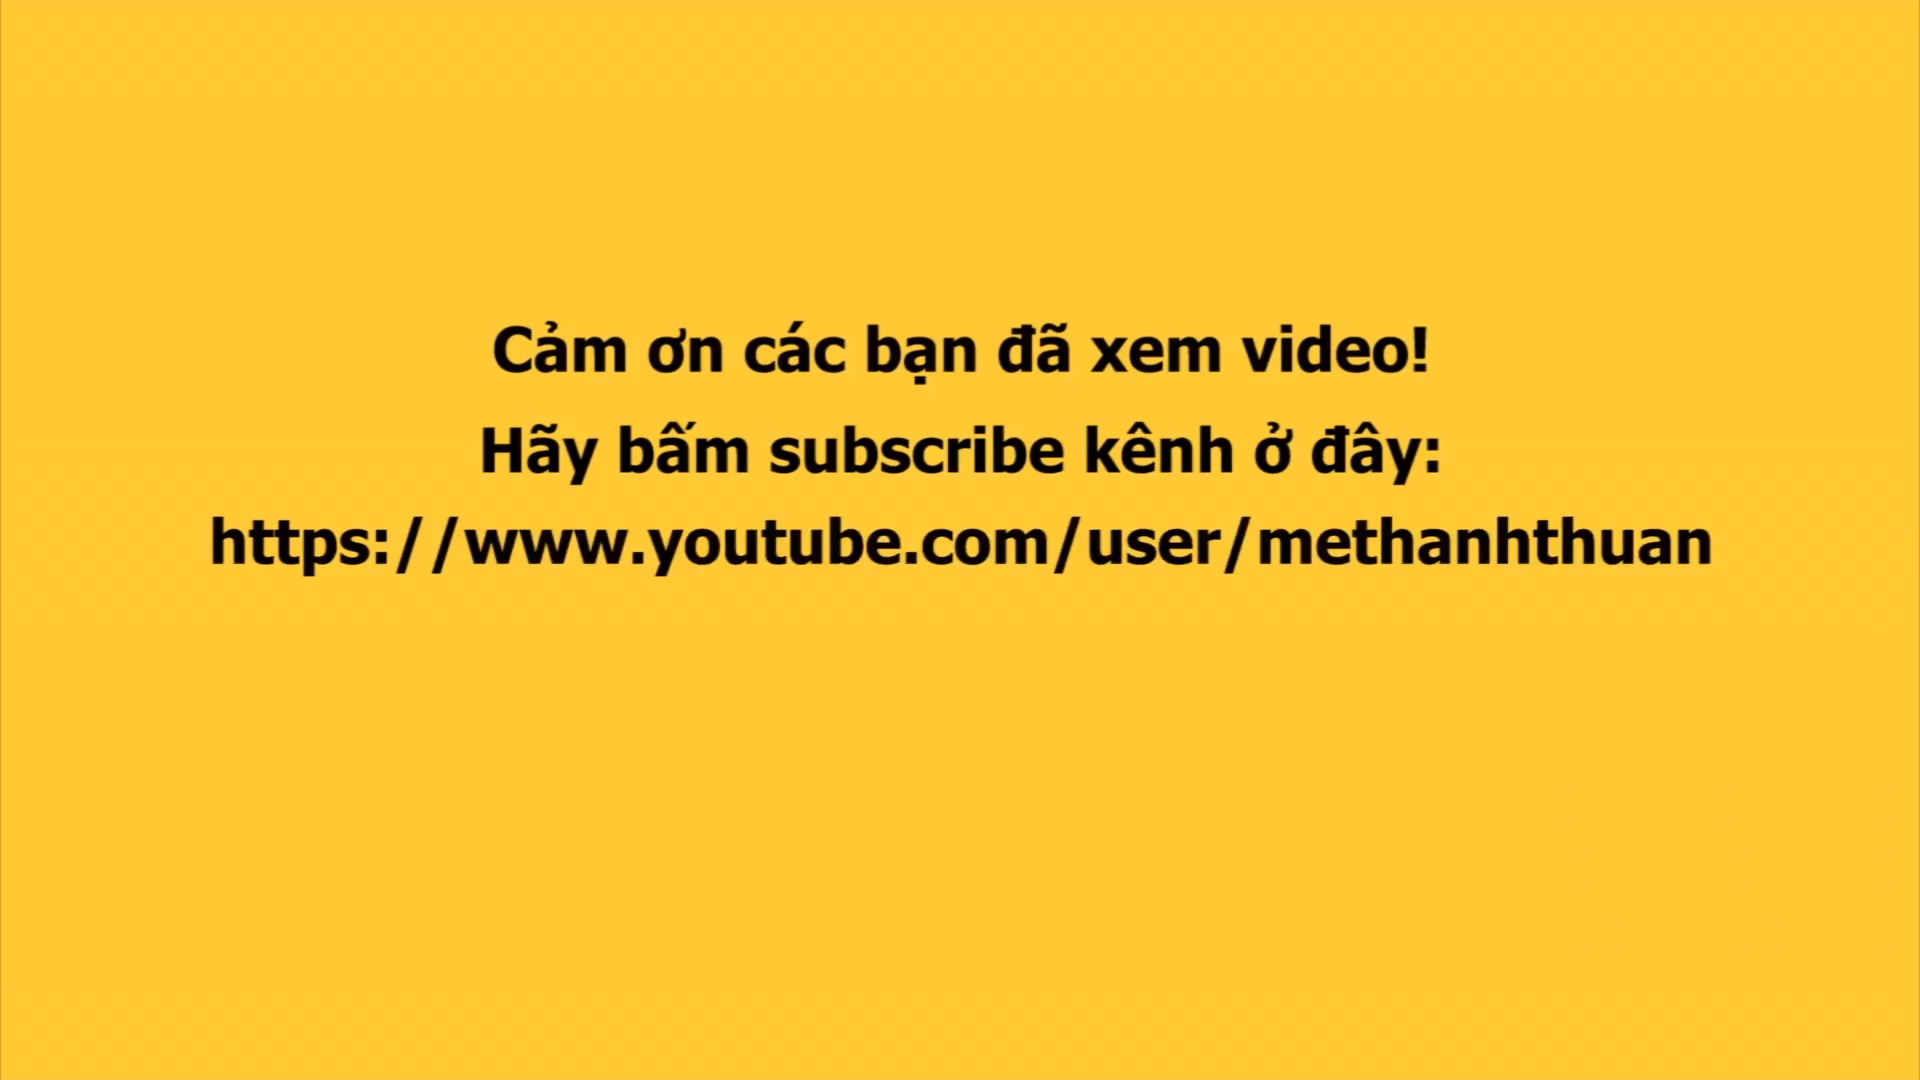 Cảm ơn các bạn đã xem video!
Hãy bấm subscribe kênh ở đây:
https://www.youtube.com/user/methanhthuan